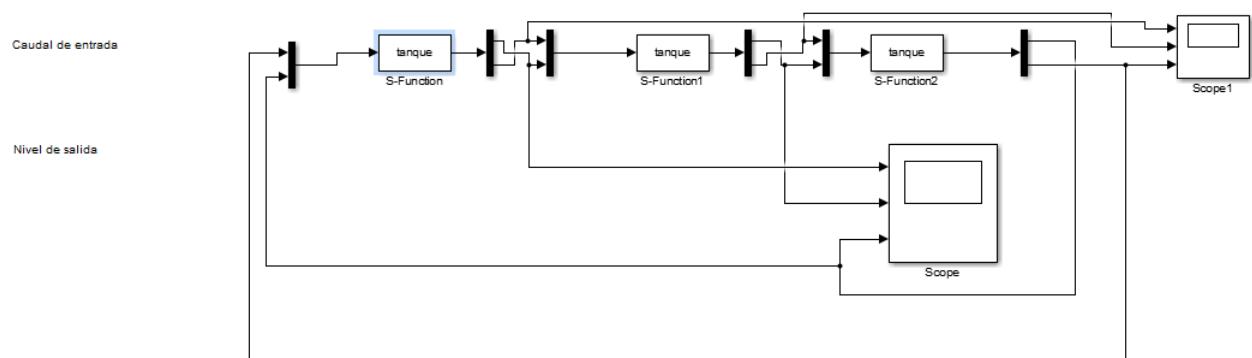 Caudal de entrada
tanque
S-Function
tanque
S-Function1
tanque
S-Function2
Scope1
Nivel de salida
Scope